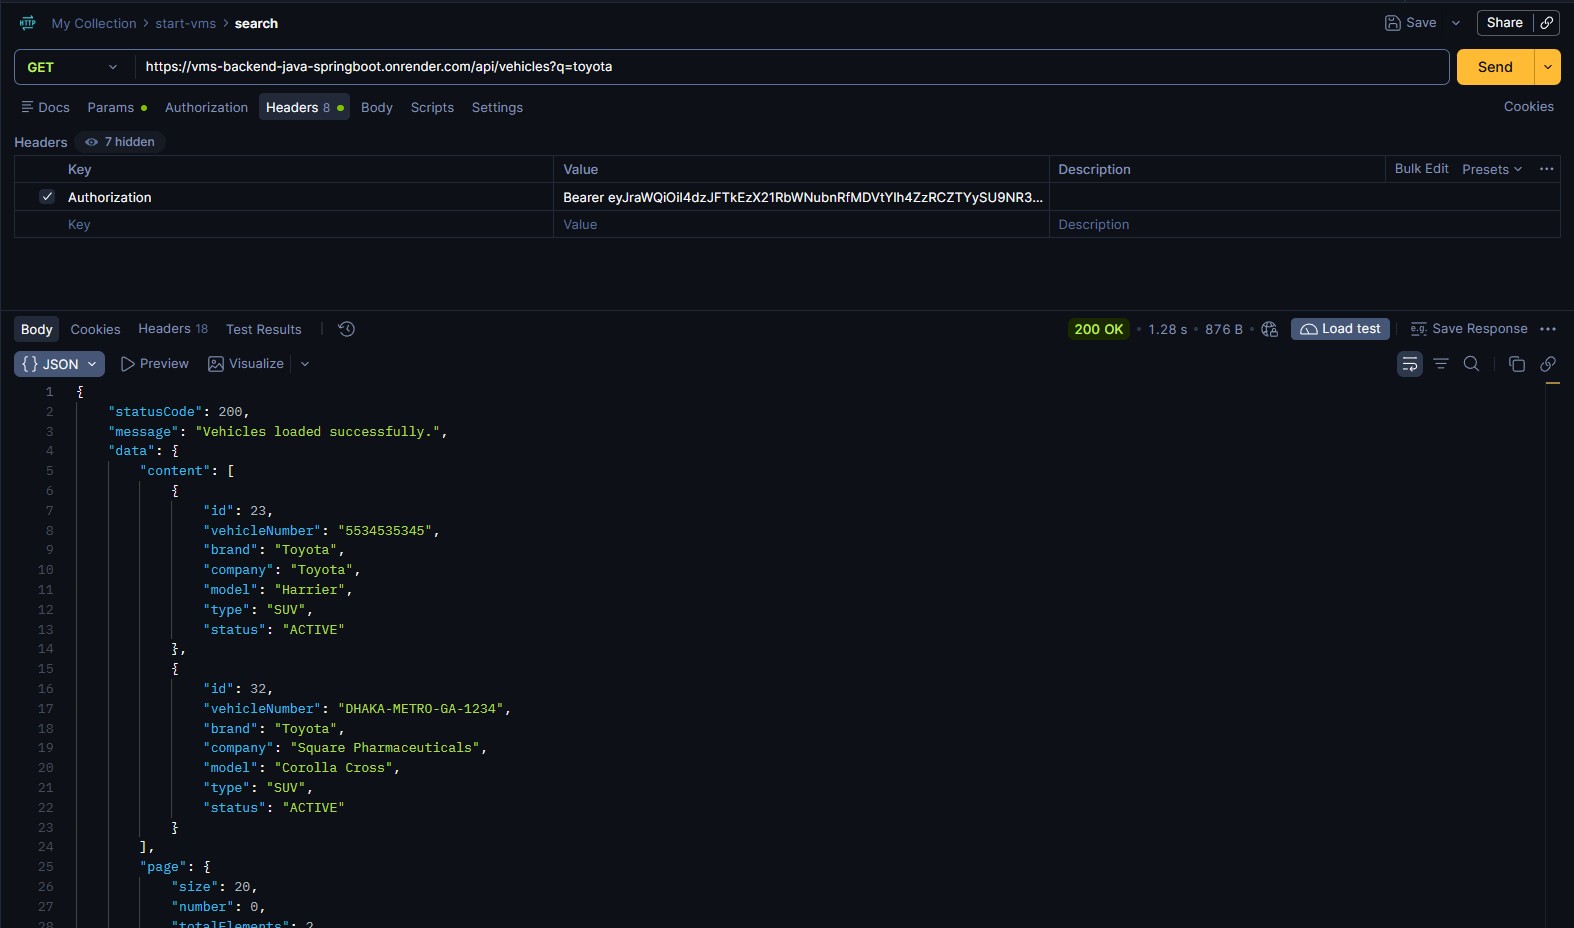 HTTP My Collection > start-vms > search Save Share
GET https://vms-backend-java-springboot.onrender.com/api/vehicles?q=toyota Send
Docs Params Authorization Headers 8 Body Scripts Settings Cookies
Headers 7 hidden
Key Value Description Bulk Edit Presets
Authorization Bearer eyJraWQiOiI4dzJFTkEzX21RbWNubnRfMDVtYlh4ZzRCZTYySU9NR3...
Key Value Description
Body Cookies Headers 18 Test Results 200 OK • 1.28 s • 876 B • Load test e.g. Save Response
{} JSON Preview Visualize
1 {
2 "statusCode": 200,
3 "message": "Vehicles loaded successfully.",
4 "data": {
5 "content": [
6 {
7 "id": 23,
8 "vehicleNumber": "5534535345",
9 "brand": "Toyota",
10 "company": "Toyota",
11 "model": "Harrier",
12 "type": "SUV",
13 "status": "ACTIVE"
14 },
15 {
16 "id": 32,
17 "vehicleNumber": "DHAKA-METRO-GA-1234",
18 "brand": "Toyota",
19 "company": "Square Pharmaceuticals",
20 "model": "Corolla Cross",
21 "type": "SUV",
22 "status": "ACTIVE"
23 }
24 ],
25 "page": {
26 "size": 20,
27 "number": 0,
28 "totalElements": 2